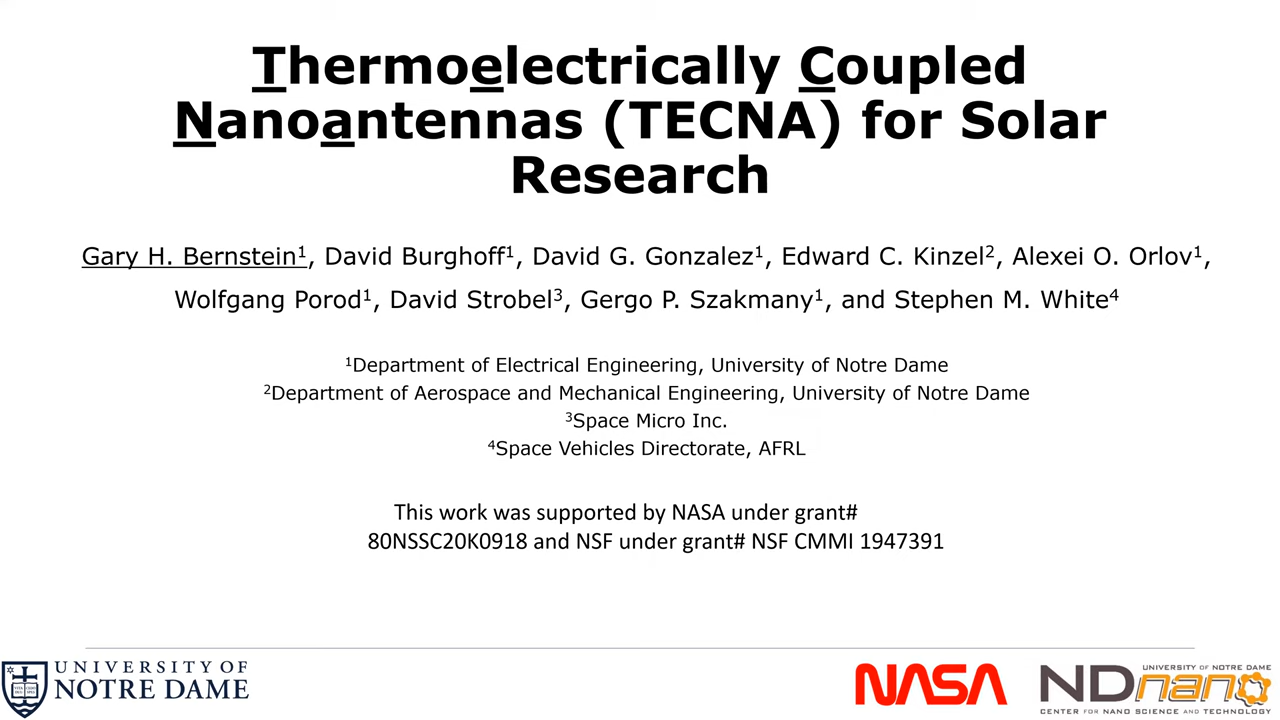 Thermoelectrically Coupled
Nanoantennas (TECNA) for Solar
Research
Gary H. Bernstein¹, David Burghoff¹, David G. Gonzalez¹, Edward C. Kinzel², Alexei O. Orlov¹,
Wolfgang Porod¹, David Strobel³, Gergo P. Szakmany¹, and Stephen M. White⁴
¹Department of Electrical Engineering, University of Notre Dame
²Department of Aerospace and Mechanical Engineering, University of Notre Dame
³Space Micro Inc.
⁴Space Vehicles Directorate, AFRL
This work was supported by NASA under grant#
80NSSC20K0918 and NSF under grant# NSF CMMI 1947391
UNIVERSITY OF
NOTRE DAME
NASA
UNIVERSITY OF NOTRE DAME
NDnano
CENTER FOR NANO SCIENCE AND TECHNOLOGY